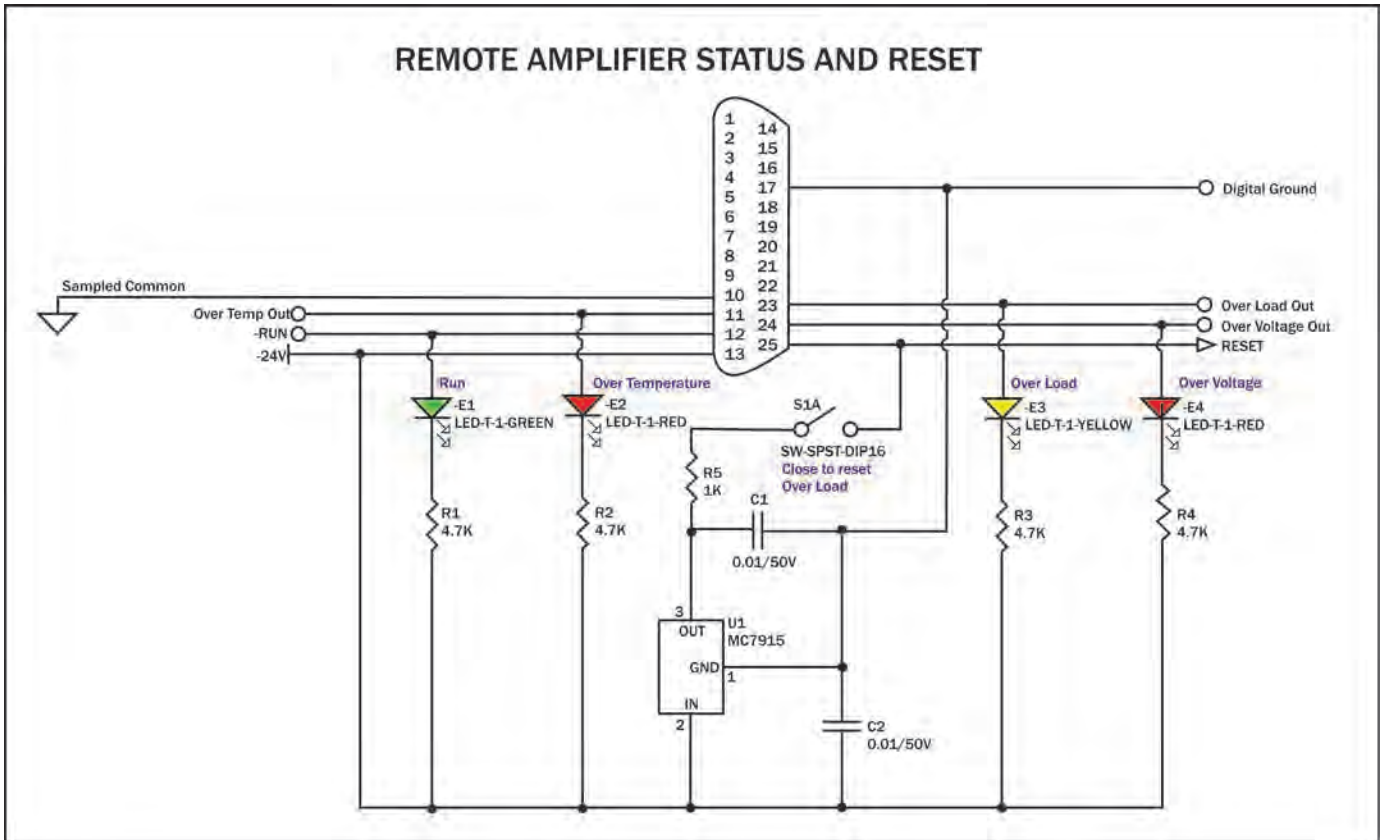 REMOTE AMPLIFIER STATUS AND RESET
1
2
3
4
5
6
7
8
9
10
11
12
13
14
15
16
17
18
19
20
21
22
23
24
25
Digital Ground
Sampled Common
Over Temp Out
-RUN
-24V
Over Load Out
Over Voltage Out
RESET
Run
-E1
LED-T-1-GREEN
Over Temperature
-E2
LED-T-1-RED
S1A
SW-SPST-DIP16
Close to reset
Over Load
Over Load
-E3
LED-T-1-YELLOW
Over Voltage
-E4
LED-T-1-RED
R1
4.7K
R2
4.7K
R5
1K
C1
0.01/50V
R3
4.7K
R4
4.7K
3
OUT
U1
MC7915
GND
1
IN
2
C2
0.01/50V